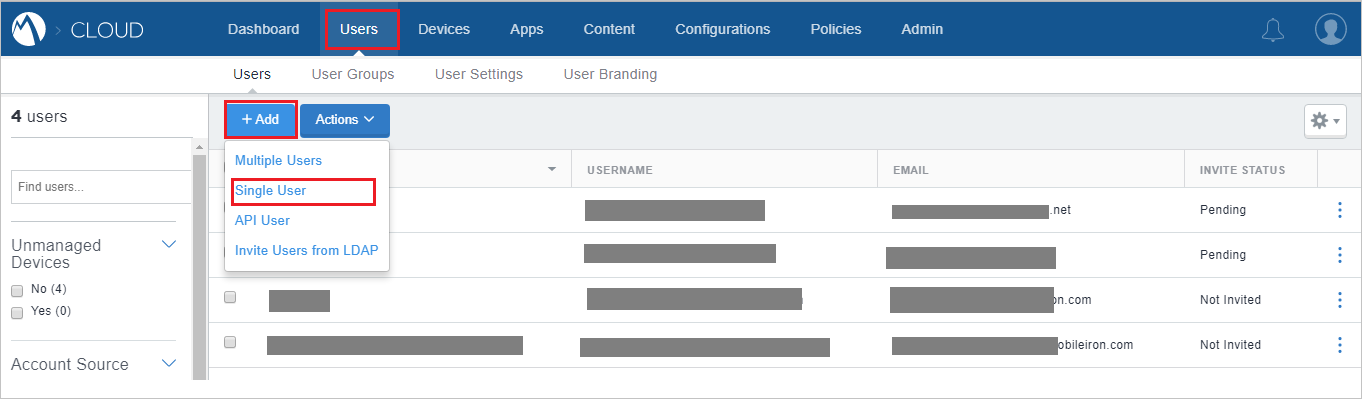 CLOUD
Dashboard Users Devices Apps Content Configurations Policies Admin
Users User Groups User Settings User Branding
4 users
+ Add Actions
Find users...
Multiple Users
Single User
API User
Invite Users from LDAP
USERNAME EMAIL INVITE STATUS
.net Pending
Pending
.com Not Invited
obileiron.com Not Invited
Unmanaged
Devices
No (4)
Yes (0)
Account Source